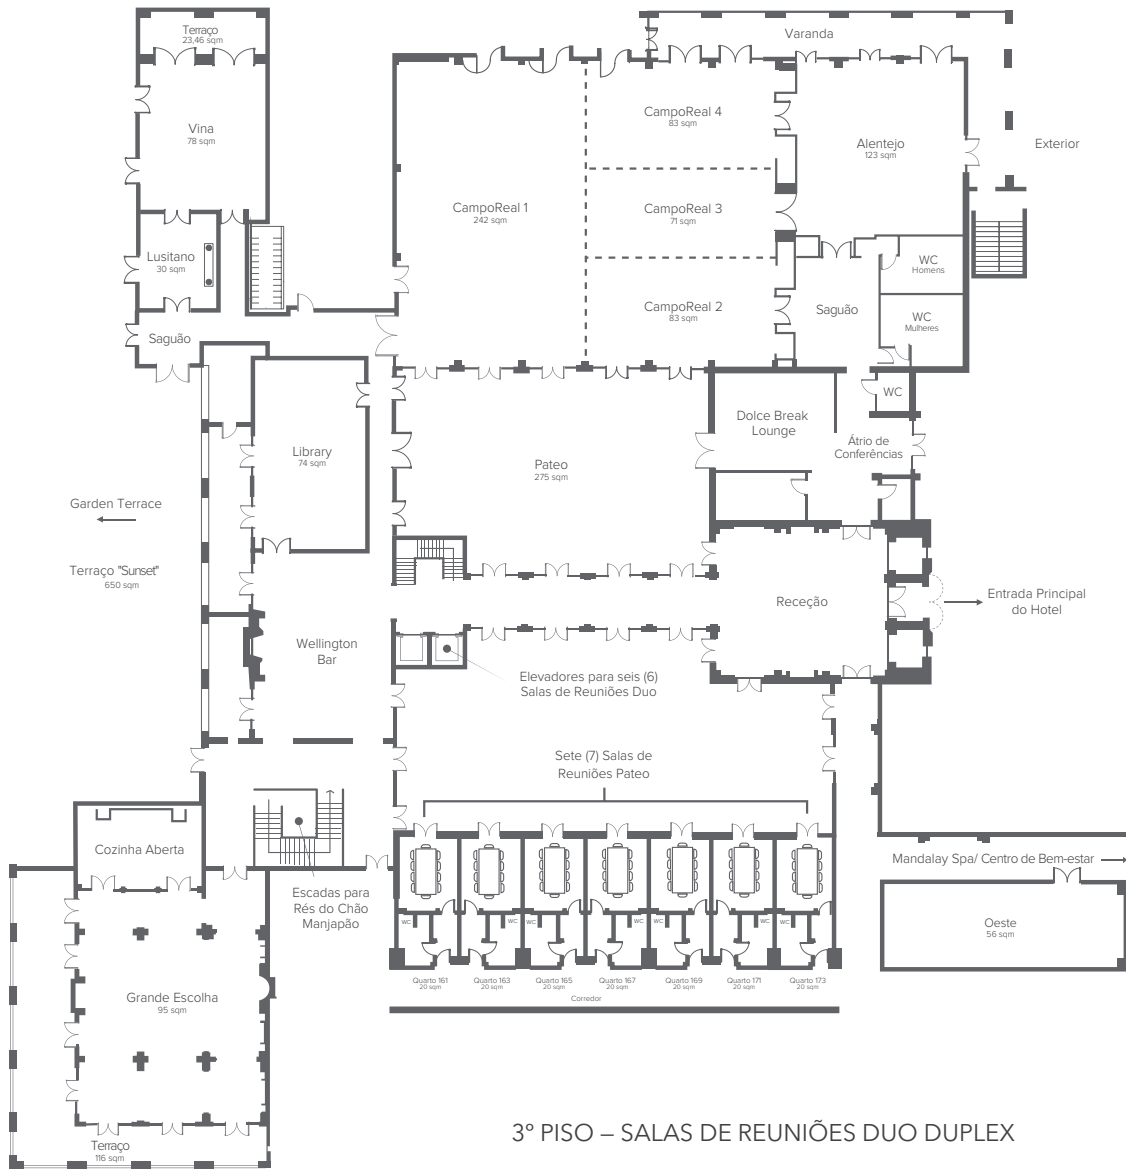 Terraço
23,46 sqm
Varanda
Vina
78 sqm
CampoReal 4
83 sqm
Alentejo
123 sqm
Exterior
CampoReal 1
242 sqm
CampoReal 3
71 sqm
Lusitano
30 sqm
WC
Homens
CampoReal 2
83 sqm
Saguão
WC
Mulheres
Saguão
WC
Dolce Break
Lounge
Átrio de
Conferências
Library
74 sqm
Pateo
275 sqm
Garden Terrace
Terraço "Sunset"
650 sqm
Receção
Entrada Principal
do Hotel
Wellington
Bar
Elevadores para seis (6)
Salas de Reuniões Duo
Sete (7) Salas de
Reuniões Pateo
Cozinha Aberta
Mandalay Spa/ Centro de Bem-estar
Escadas para
Rés do Chão
Manjapão
Oeste
56 sqm
WC
WC
WC
WC
WC
WC
Quarto 161
20 sqm
Quarto 163
20 sqm
Quarto 165
20 sqm
Quarto 167
20 sqm
Quarto 169
20 sqm
Quarto 171
20 sqm
Quarto 173
20 sqm
Corredor
Grande Escolha
95 sqm
Terraço
116 sqm
3º PISO – SALAS DE REUNIÕES DUO DUPLEX